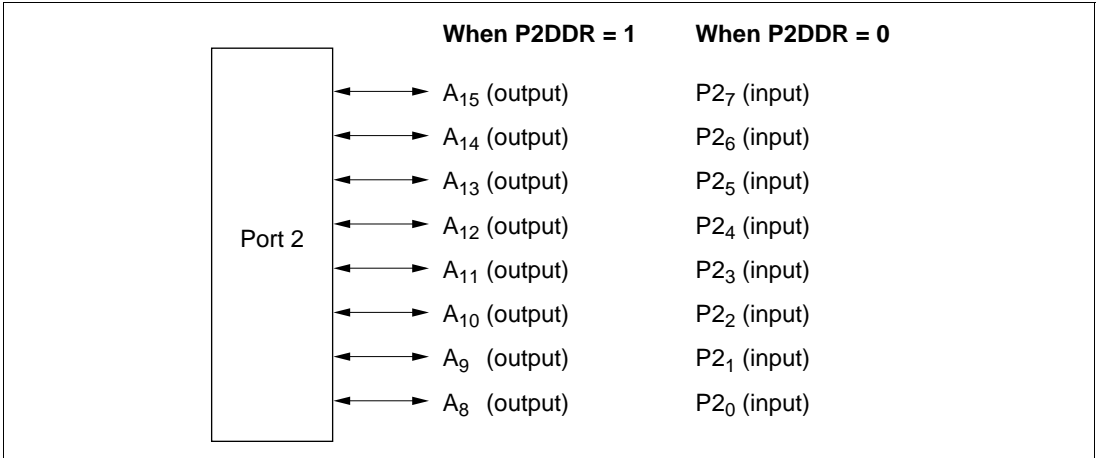 When P2DDR = 1 When P2DDR = 0
A15 (output) P27 (input)
A14 (output) P26 (input)
A13 (output) P25 (input)
Port 2 A12 (output) P24 (input)
A11 (output) P23 (input)
A10 (output) P22 (input)
A9 (output) P21 (input)
A8 (output) P20 (input)